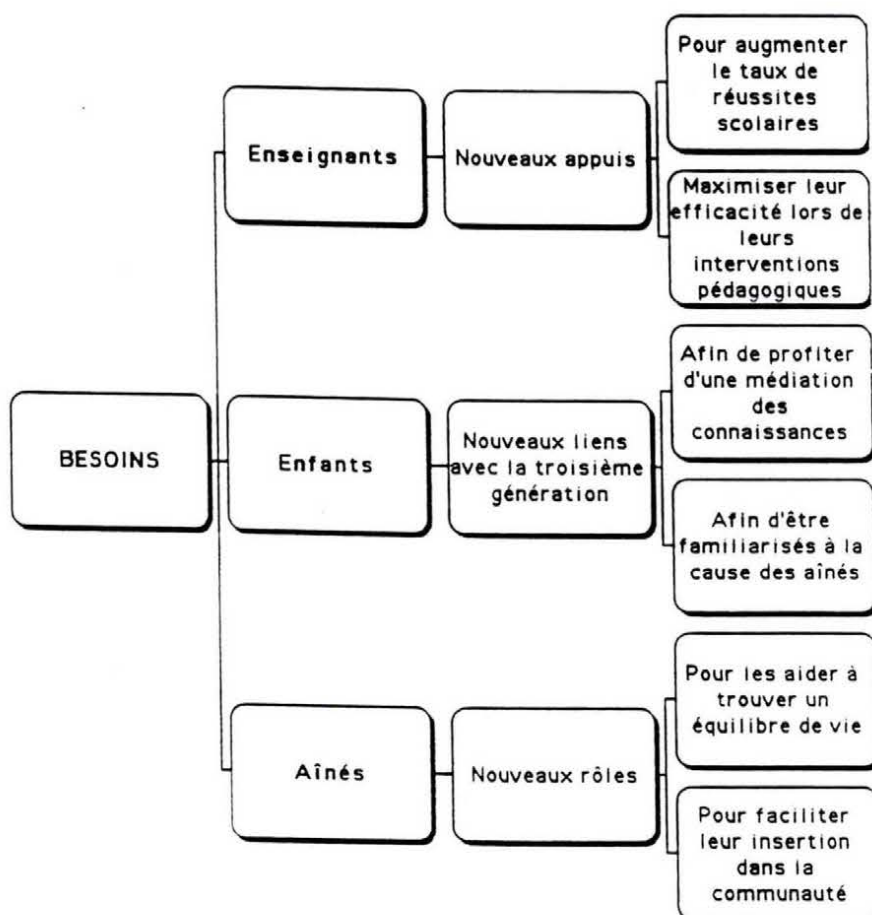 Pour augmenter
le taux de
réussites
scolaires
Enseignants
Nouveaux appuis
Maximiser leur
efficacité lors de
leurs
interventions
pédagogiques
Afin de profiter
d'une médiation
des
connaissances
BESOINS
Enfants
Nouveaux liens
avec la troisième
génération
Afin d'être
familiarisés à la
cause des aînés
Pour les aider à
trouver un
équilibre de vie
Aînés
Nouveaux rôles
Pour faciliter
leur insertion
dans la
communauté